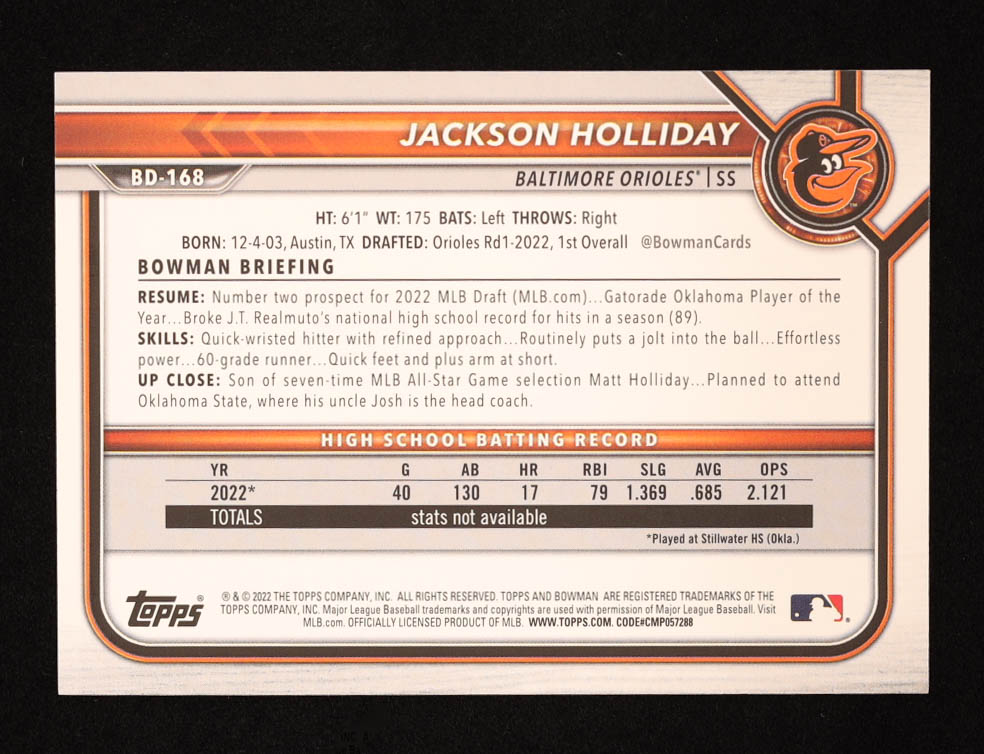 JACKSON HOLLIDAY
BD-168
BALTIMORE ORIOLES® | SS
HT: 6'1" WT: 175 BATS: Left THROWS: Right
BORN: 12-4-03, Austin, TX DRAFTED: Orioles Rd1-2022, 1st Overall @BowmanCards
BOWMAN BRIEFING
RESUME: Number two prospect for 2022 MLB Draft (MLB.com)...Gatorade Oklahoma Player of the
Year...Broke J.T. Realmuto's national high school record for hits in a season (89).
SKILLS: Quick-wristed hitter with refined approach...Routinely puts a jolt into the ball...Effortless
power...60-grade runner...Quick feet and plus arm at short.
UP CLOSE: Son of seven-time MLB All-Star Game selection Matt Holliday...Planned to attend
Oklahoma State, where his uncle Josh is the head coach.
HIGH SCHOOL BATTING RECORD
YR G AB HR RBI SLG AVG OPS
2022* 40 130 17 79 1.369 .685 2.121
TOTALS stats not available
*Played at Stillwater HS (Okla.)
Topps®
® & © 2022 THE TOPPS COMPANY, INC. ALL RIGHTS RESERVED. TOPPS AND BOWMAN ARE REGISTERED TRADEMARKS OF THE
TOPPS COMPANY, INC. Major League Baseball trademarks and copyrights are used with permission of Major League Baseball. Visit
MLB.com. OFFICIALLY LICENSED PRODUCT OF MLB. WWW.TOPPS.COM. CODE#CMP057288